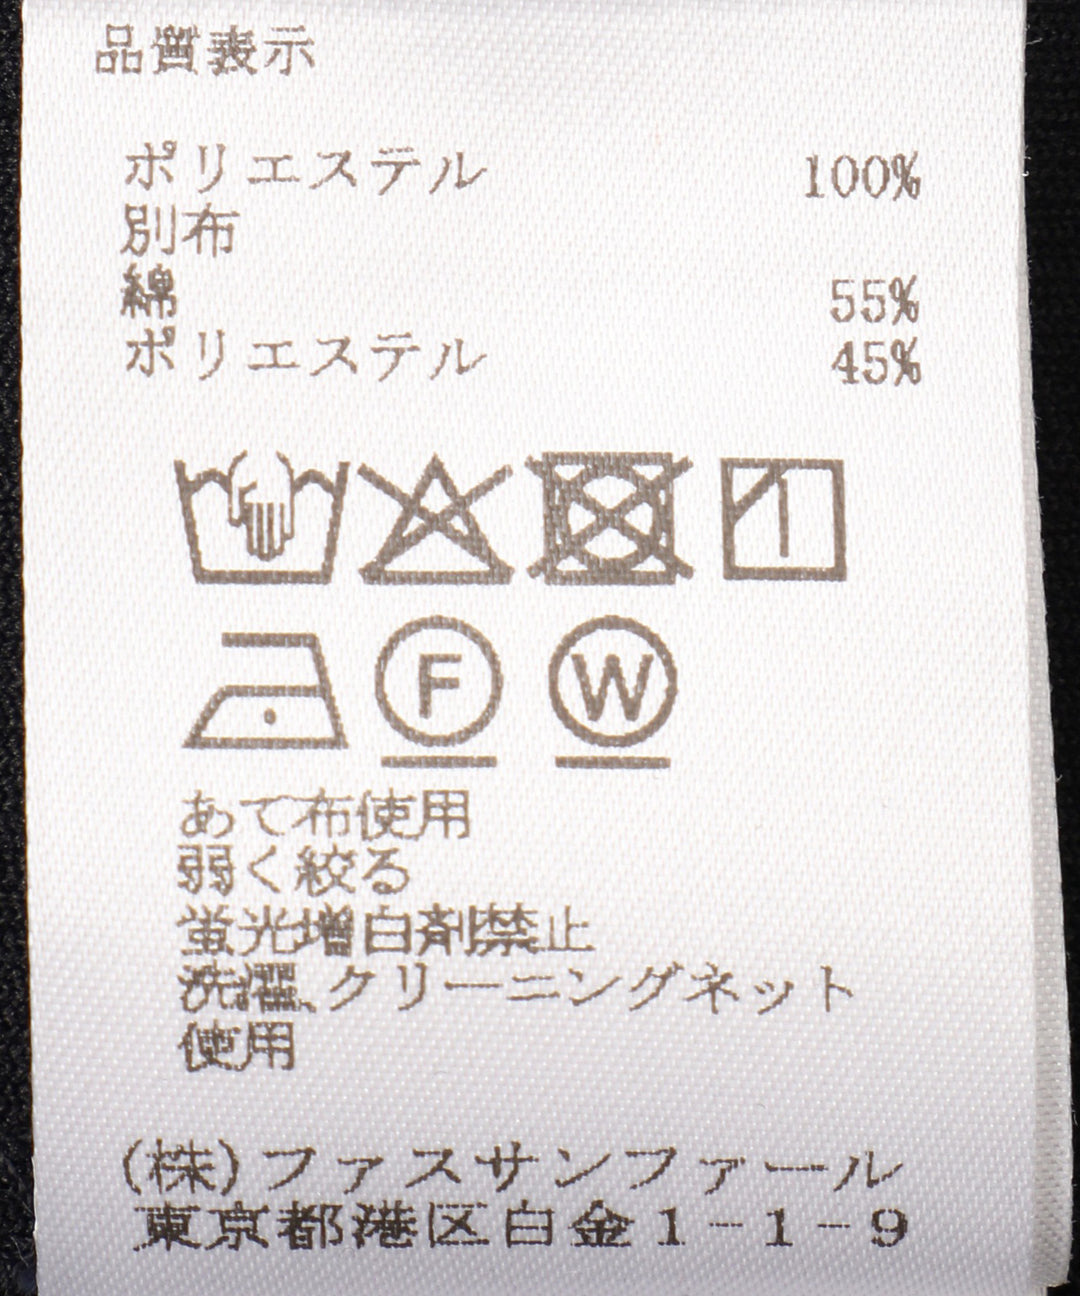 品質表示
ポリエステル 100%
別布
綿 55%
ポリエステル 45%
F W
あて布使用
弱く絞る
蛍光増白剤禁止
洗濯、クリーニングネット
使用
(株)ファスサンファール
東京都港区白金1-1-9